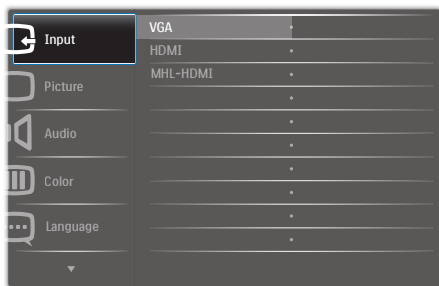 Input
Picture
Audio
Color
Language
VGA
HDMI
MHL-HDMI